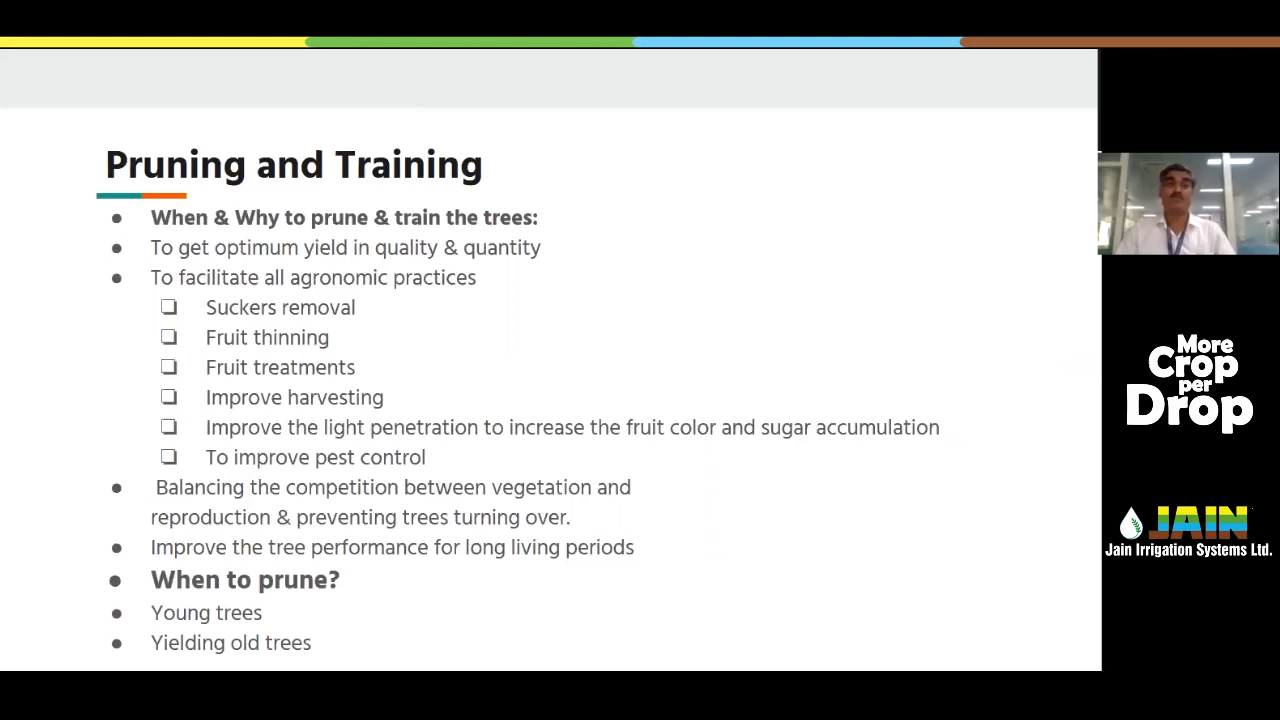 Pruning and Training
● When & Why to prune & train the trees:
● To get optimum yield in quality & quantity
● To facilitate all agronomic practices
❏ Suckers removal
❏ Fruit thinning
❏ Fruit treatments
❏ Improve harvesting
❏ Improve the light penetration to increase the fruit color and sugar accumulation
❏ To improve pest control
● Balancing the competition between vegetation and
reproduction & preventing trees turning over.
● Improve the tree performance for long living periods
● When to prune?
● Young trees
● Yielding old trees
More
Crop
per
Drop
JAIN
Jain Irrigation Systems Ltd.